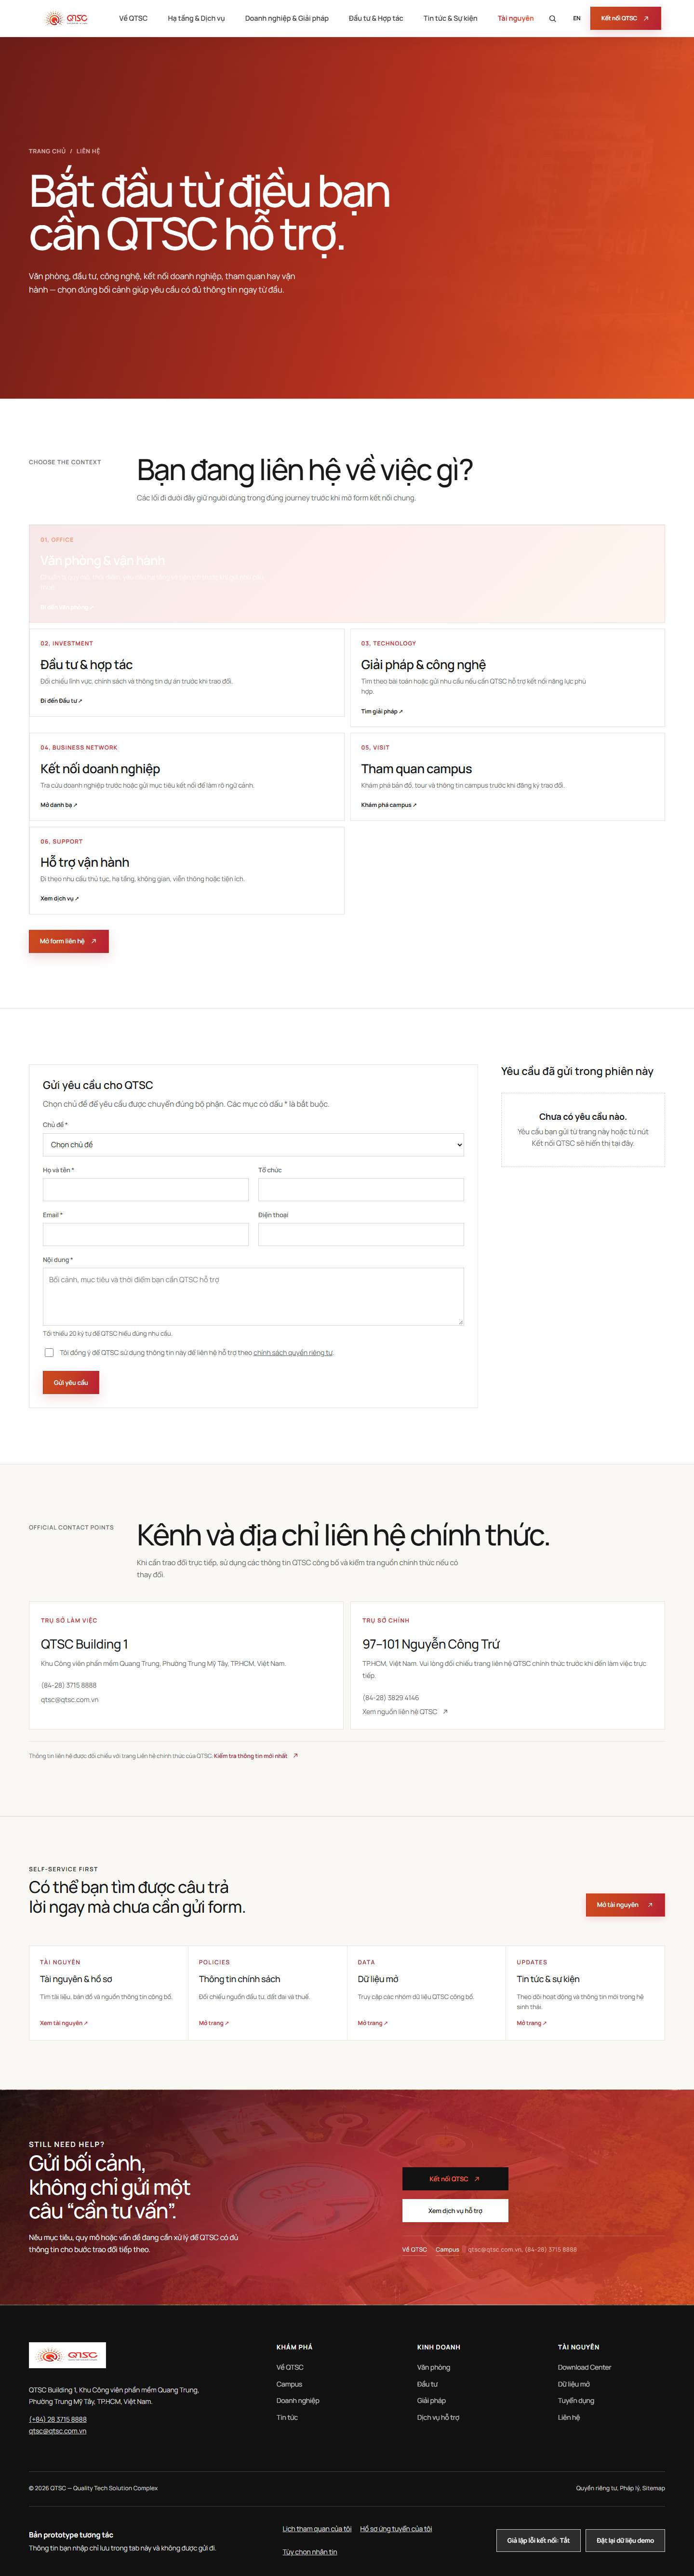 QTSC
Về QTSC
Hạ tầng & Dịch vụ
Doanh nghiệp & Giải pháp
Đầu tư & Hợp tác
Tin tức & Sự kiện
Tài nguyên
EN
Kết nối QTSC ↗
TRANG CHỦ / LIÊN HỆ
Bắt đầu từ điều bạn
cần QTSC hỗ trợ.
Văn phòng, đầu tư, công nghệ, kết nối doanh nghiệp, tham quan hay vận
hành — chọn đúng bối cảnh giúp yêu cầu có đủ thông tin ngay từ đầu.
CHOOSE THE CONTEXT
Bạn đang liên hệ về việc gì?
Các lối đi dưới đây giữ người dùng trong đúng journey trước khi mở form kết nối chung.
01, OFFICE
Văn phòng & vận hành
02, INVESTMENT
Đầu tư & hợp tác
Đối chiếu lĩnh vực, chính sách và thông tin dự án trước khi trao đổi.
Đi đến Đầu tư ↗
03, TECHNOLOGY
Giải pháp & công nghệ
Tìm theo bài toán hoặc gửi nhu cầu nếu cần QTSC hỗ trợ kết nối năng lực phù
hợp.
Tìm giải pháp ↗
04, BUSINESS NETWORK
Kết nối doanh nghiệp
Tra cứu doanh nghiệp trước hoặc gửi mục tiêu kết nối để làm rõ ngữ cảnh.
Mở danh bạ ↗
05, VISIT
Tham quan campus
Khám phá bản đồ, tour và thông tin campus trước khi đăng ký trao đổi.
Khám phá campus ↗
06, SUPPORT
Hỗ trợ vận hành
Đi theo nhu cầu thủ tục, hạ tầng, không gian, viễn thông hoặc tiện ích.
Xem dịch vụ ↗
Mở form liên hệ ↗
Gửi yêu cầu cho QTSC
Chọn chủ đề để yêu cầu được chuyển đúng bộ phận. Các mục có dấu * là bắt buộc.
Chủ đề *
Chọn chủ đề
Họ và tên *
Tổ chức
Email *
Điện thoại
Nội dung *
Bối cảnh, mục tiêu và thời điểm bạn cần QTSC hỗ trợ
Tối thiểu 20 ký tự để QTSC hiểu đúng nhu cầu.
Tôi đồng ý để QTSC sử dụng thông tin này để liên hệ hỗ trợ theo chính sách quyền riêng tư.
Gửi yêu cầu
Yêu cầu đã gửi trong phiên này
Chưa có yêu cầu nào.
Yêu cầu bạn gửi từ trang này hoặc từ nút
Kết nối QTSC sẽ hiển thị tại đây.
OFFICIAL CONTACT POINTS
Kênh và địa chỉ liên hệ chính thức.
Khi cần trao đổi trực tiếp, sử dụng các thông tin QTSC công bố và kiểm tra nguồn chính thức nếu có
thay đổi.
TRỤ SỞ LÀM VIỆC
QTSC Building 1
Khu Công viên phần mềm Quang Trung, Phường Trung Mỹ Tây, TP.HCM, Việt Nam.
(84-28) 3715 8888
qtsc@qtsc.com.vn
TRỤ SỞ CHÍNH
97–101 Nguyễn Công Trứ
TP.HCM, Việt Nam. Vui lòng đối chiếu trang liên hệ QTSC chính thức trước khi đến làm việc trực
tiếp.
(84-28) 3829 4146
Xem nguồn liên hệ QTSC ↗
Thông tin liên hệ được đối chiếu với trang Liên hệ chính thức của QTSC. Kiểm tra thông tin mới nhất ↗
SELF-SERVICE FIRST
Có thể bạn tìm được câu trả
lời ngay mà chưa cần gửi form.
Mở tài nguyên ↗
TÀI NGUYÊN
Tài nguyên & hồ sơ
Tìm tài liệu, bản đồ và nguồn thông tin công bố.
Xem tài nguyên ↗
POLICIES
Thông tin chính sách
Đối chiếu nguồn đầu tư, đất đai và thuế.
Mở trang ↗
DATA
Dữ liệu mở
Truy cập các nhóm dữ liệu QTSC công bố.
Mở trang ↗
UPDATES
Tin tức & sự kiện
Theo dõi hoạt động và thông tin mới trong hệ
sinh thái.
Mở trang ↗
STILL NEED HELP?
Gửi bối cảnh,
không chỉ gửi một
câu “cần tư vấn”.
Nêu mục tiêu, quy mô hoặc vấn đề đang cần xử lý để QTSC có đủ
thông tin cho bước trao đổi tiếp theo.
Kết nối QTSC ↗
Xem dịch vụ hỗ trợ
Về QTSC
Campus
qtsc@qtsc.com.vn, (84-28) 3715 8888
QTSC
Building 1, Khu Công viên phần mềm Quang Trung,
Phường Trung Mỹ Tây, TP.HCM, Việt Nam.
(+84) 28 3715 8888
qtsc@qtsc.com.vn
KHÁM PHÁ
Về QTSC
Campus
Doanh nghiệp
Tin tức
KINH DOANH
Văn phòng
Đầu tư
Giải pháp
Dịch vụ hỗ trợ
TÀI NGUYÊN
Download Center
Dữ liệu mở
Tuyển dụng
Liên hệ
© 2026 QTSC — Quality Tech Solution Complex
Quyền riêng tư, Pháp lý, Sitemap
Bản prototype tương tác
Thông tin bạn nhập chỉ lưu trong tab này và không được gửi đi.
Lịch tham quan của tôi
Hồ sơ ứng tuyển của tôi
Tùy chọn nhận tin
Giả lập lỗi kết nối: Tắt
Đặt lại dữ liệu demo